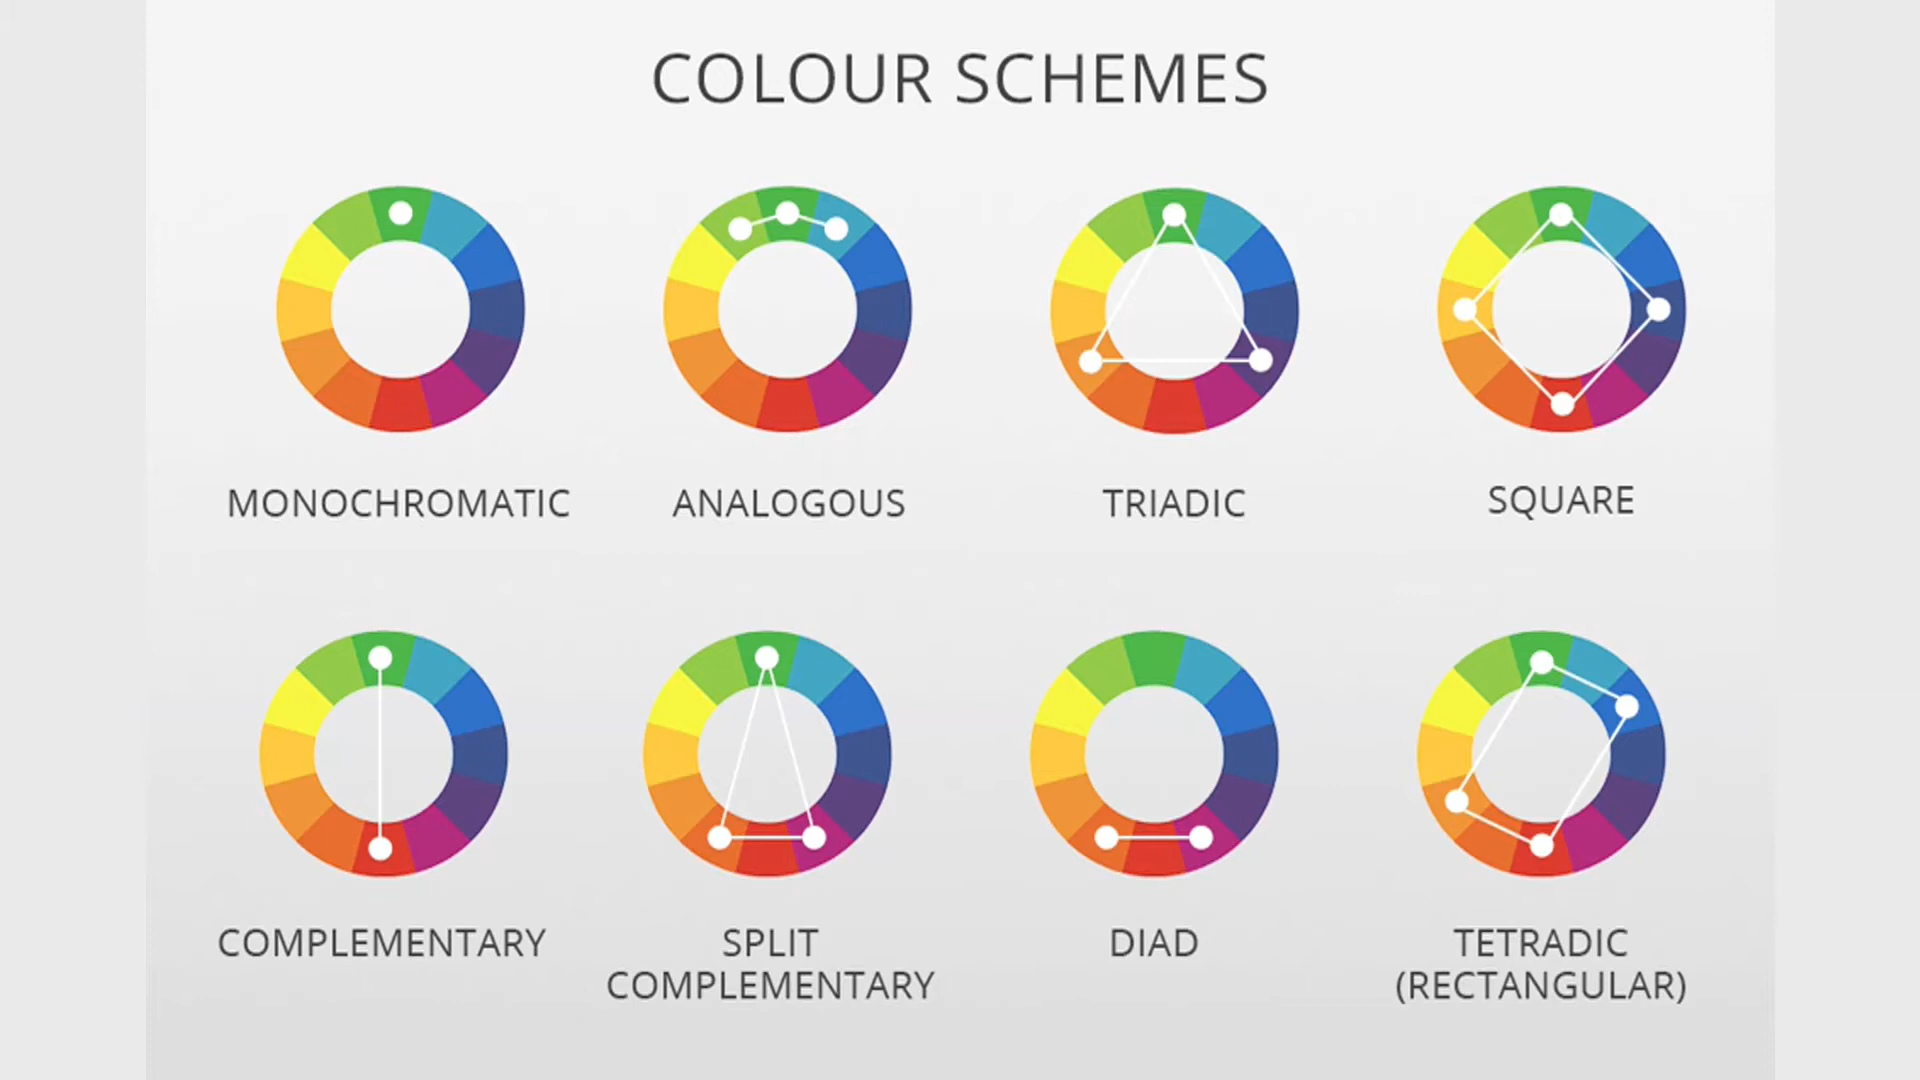 COLOUR SCHEMES
MONOCHROMATIC
ANALOGOUS
TRIADIC
SQUARE
COMPLEMENTARY
SPLIT
COMPLEMENTARY
DIAD
TETRADIC
(RECTANGULAR)